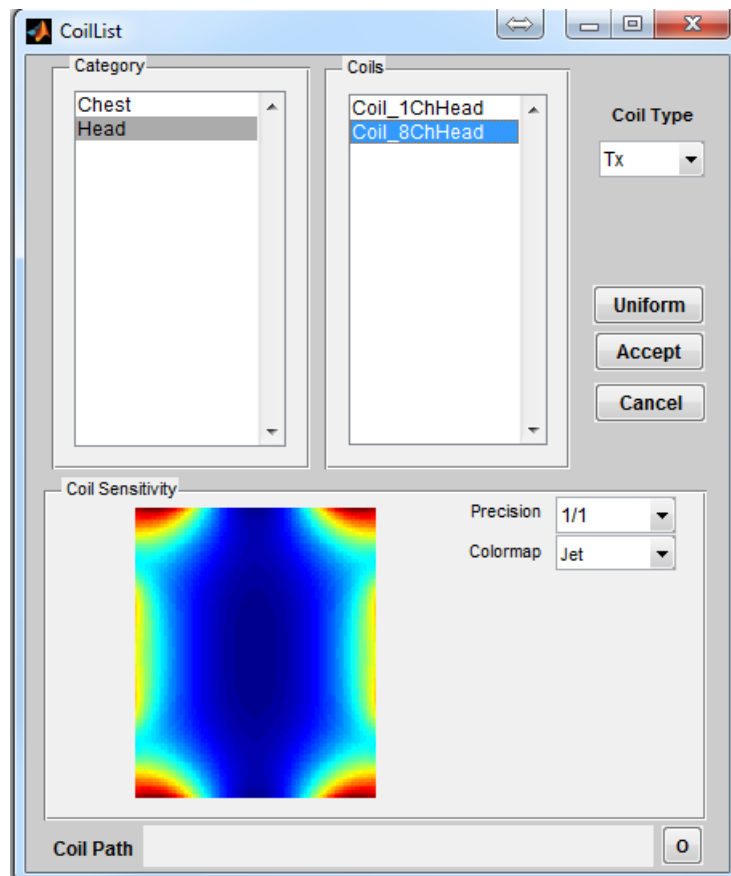 CoilList
Category
Coils
Chest
Head
Coil_1ChHead
Coil_8ChHead
Coil Type
Tx
Uniform
Accept
Cancel
Coil Sensitivity
Precision 1/1
Colormap Jet
Coil Path
O